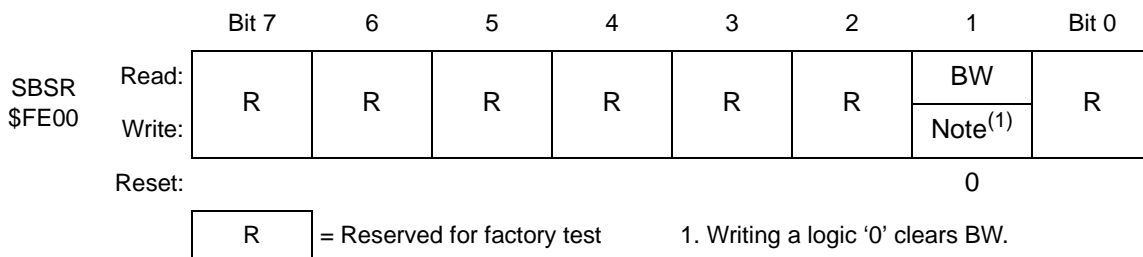 Bit 7 6 5 4 3 2 1 Bit 0
SBSR
$FE00
Read:
R R R R R R BW R
Write:
Note(1)
Reset: 0
R = Reserved for factory test 1. Writing a logic ‘0’ clears BW.